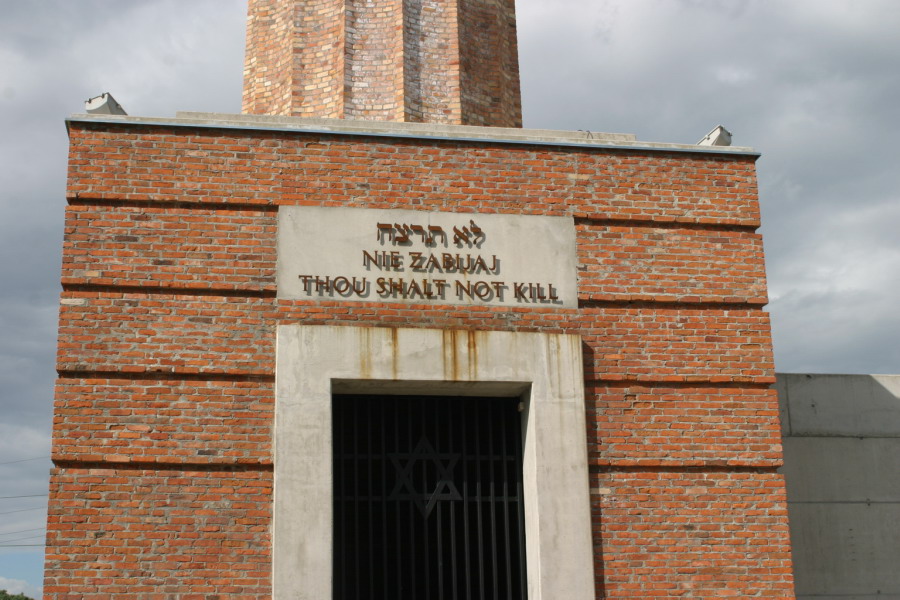 לא תרצח
NIE ZABIJAJ
THOU SHALT NOT KILL